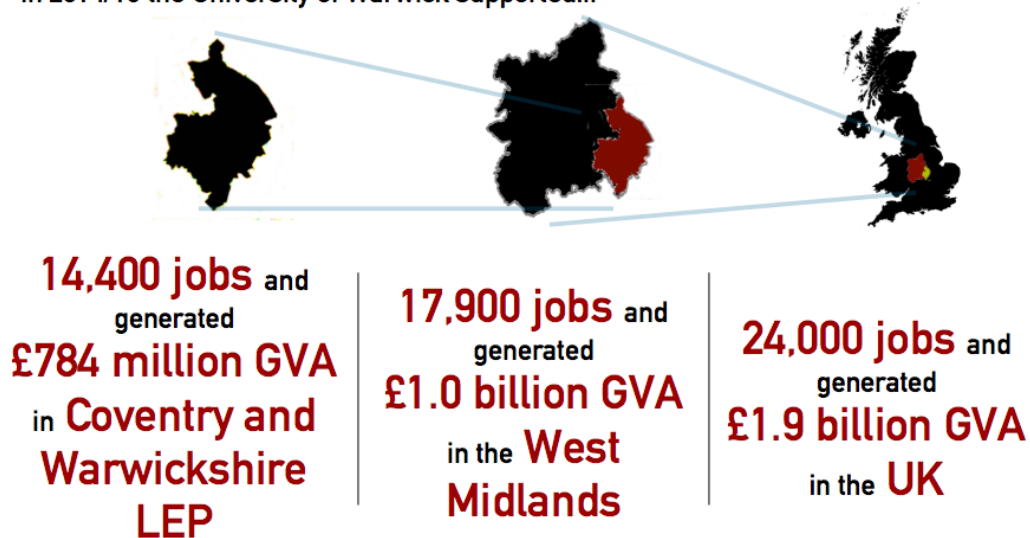 14,400 jobs and
generated
£784 million GVA
in Coventry and
Warwickshire
LEP
17,900 jobs and
generated
£1.0 billion GVA
in the West
Midlands
24,000 jobs and
generated
£1.9 billion GVA
in the UK